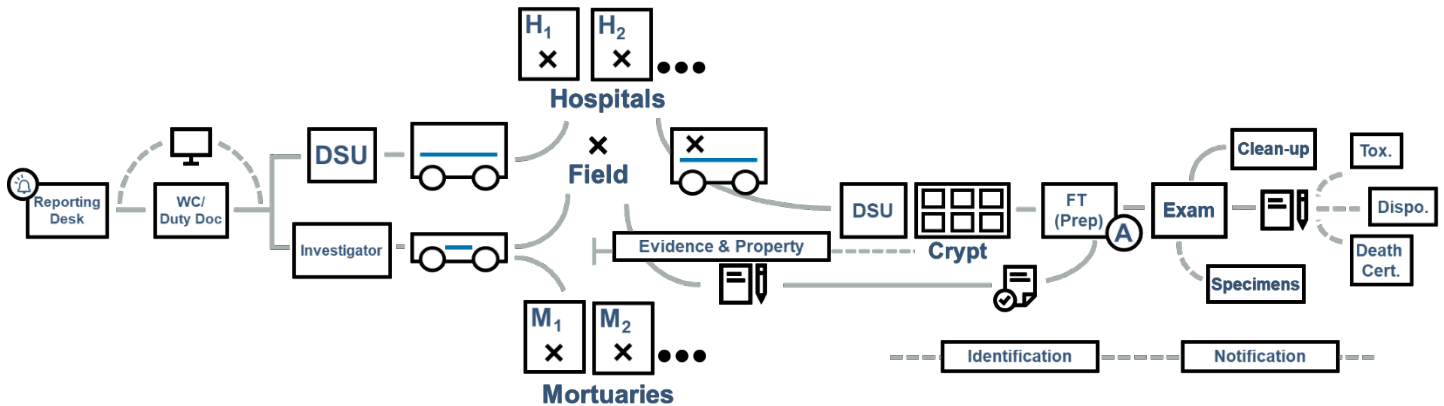 H1
H2
Hospitals
DSU
Clean-up
Tox.
Field
Reporting
Desk
WC/
Duty Doc
DSU
FT
(Prep)
A
Exam
Dispo.
Investigator
Evidence & Property
Crypt
Death
Cert.
Specimens
M1
M2
Mortuaries
Identification
Notification